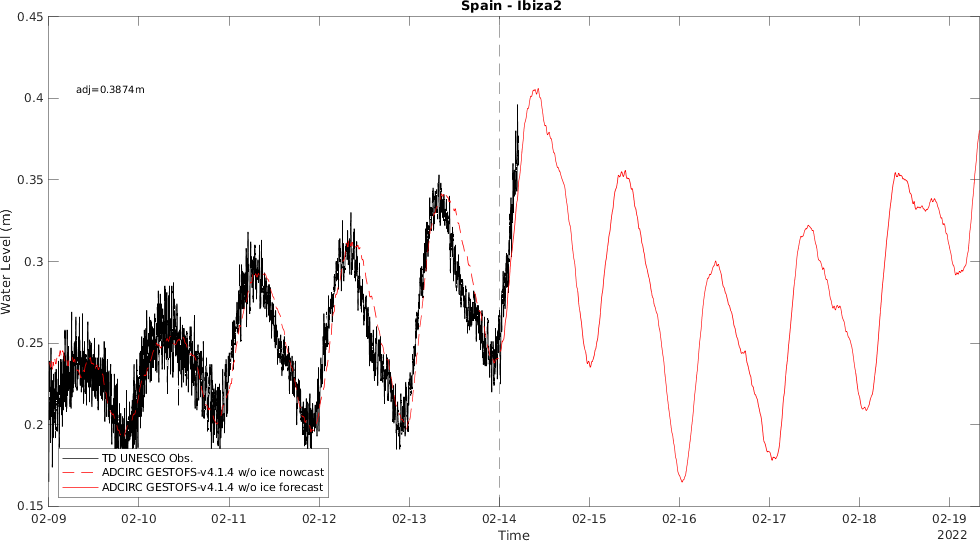 Spain - Ibiza2
adj=0.3874m
Water Level (m)
0.45
0.4
0.35
0.3
0.25
0.2
0.15
TD UNESCO Obs.
ADCIRC GESTOFS-v4.1.4 w/o ice nowcast
ADCIRC GESTOFS-v4.1.4 w/o ice forecast
02-09 02-10 02-11 02-12 02-13 02-14 02-15 02-16 02-17 02-18 02-19
Time
2022